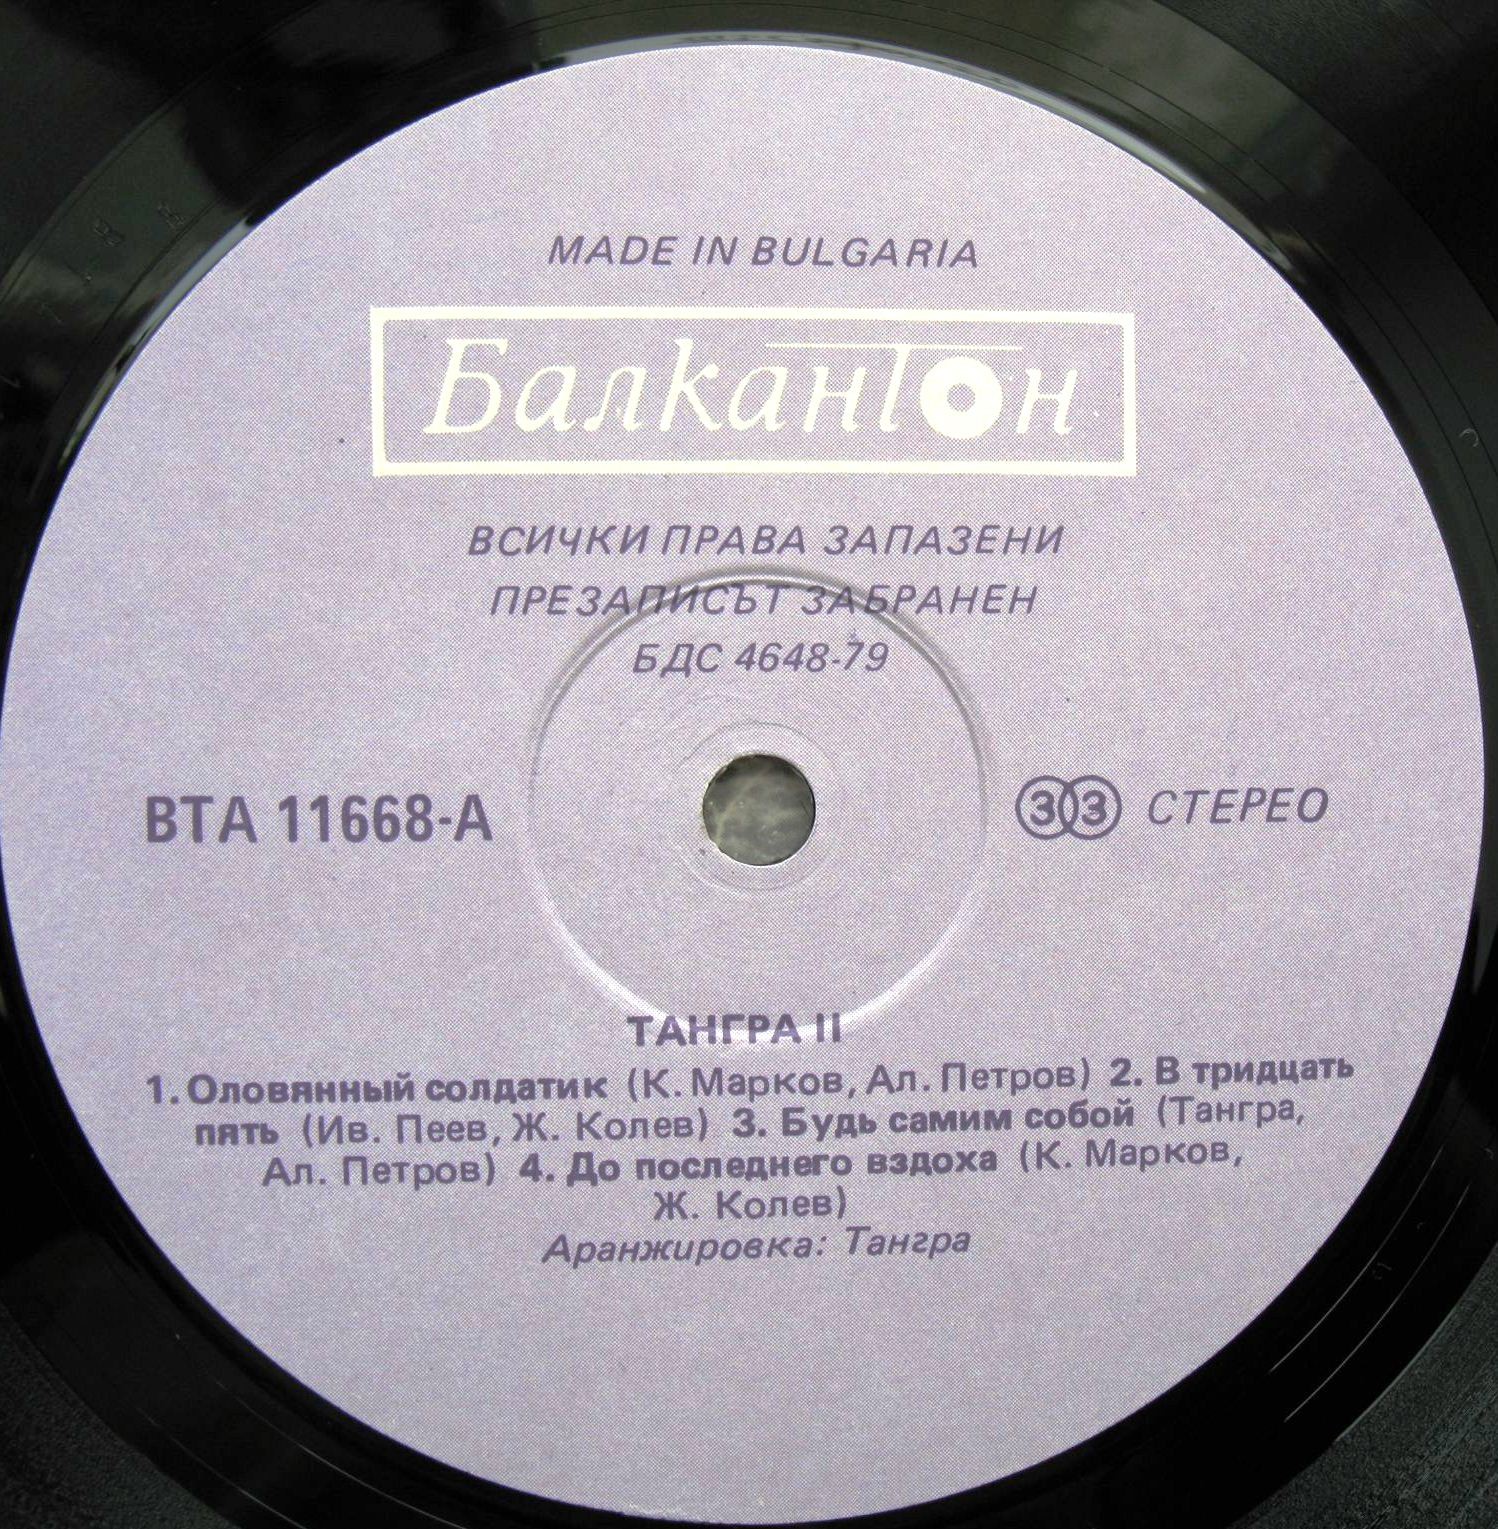 MADE IN BULGARIA
Балкантон
ВСИЧКИ ПРАВА ЗАПАЗЕНИ
ПРЕЗАПИСЪТ ЗАБРАНЕН
БДС 4648-79
ВТА 11668-А
33 СТЕРЕО
ТАНГРА II
1. Оловянный солдатик (К. Марков, Ал. Петров) 2. В тридцать
пять (Ив. Пеев, Ж. Колев) 3. Будь самим собой (Тангра,
Ал. Петров) 4. До последнего вздоха (К. Марков,
Ж. Колев)
Аранжировка: Тангра